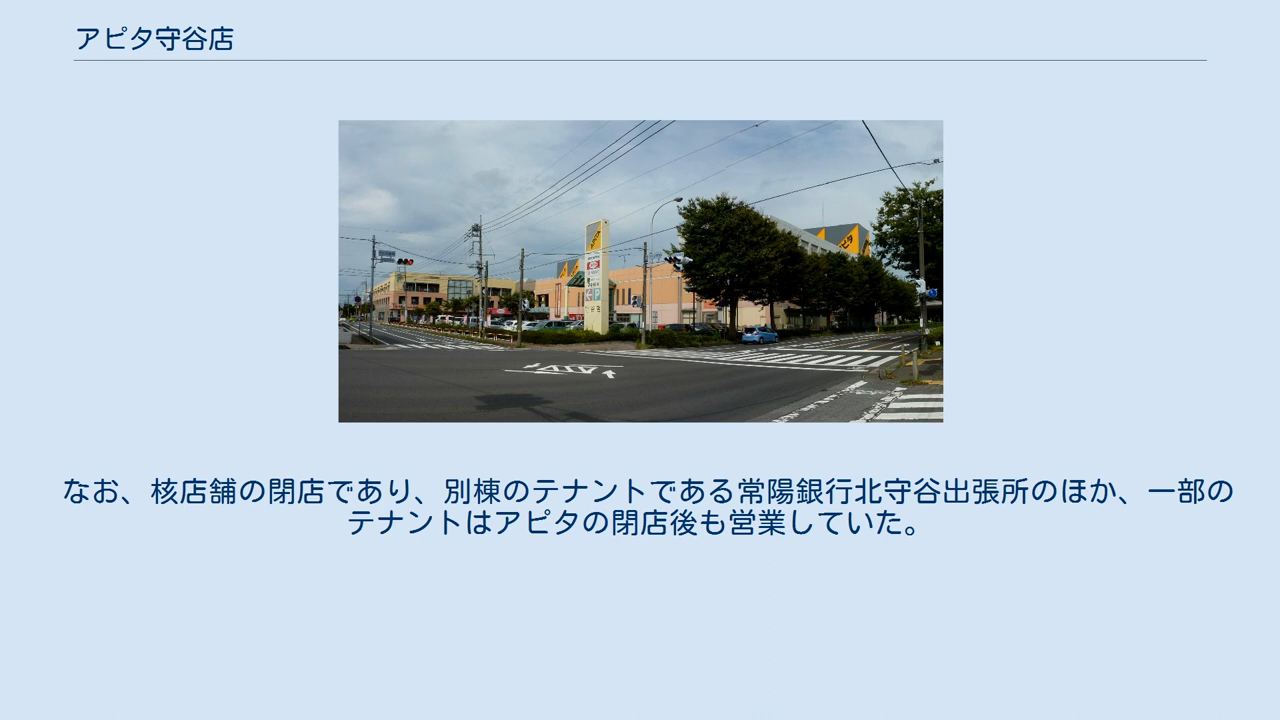 アピタ守谷店
ピタ
なお、核店舗の閉店であり、別棟のテナントである常陽銀行北守谷出張所のほか、一部の
テナントはアピタの閉店後も営業していた。